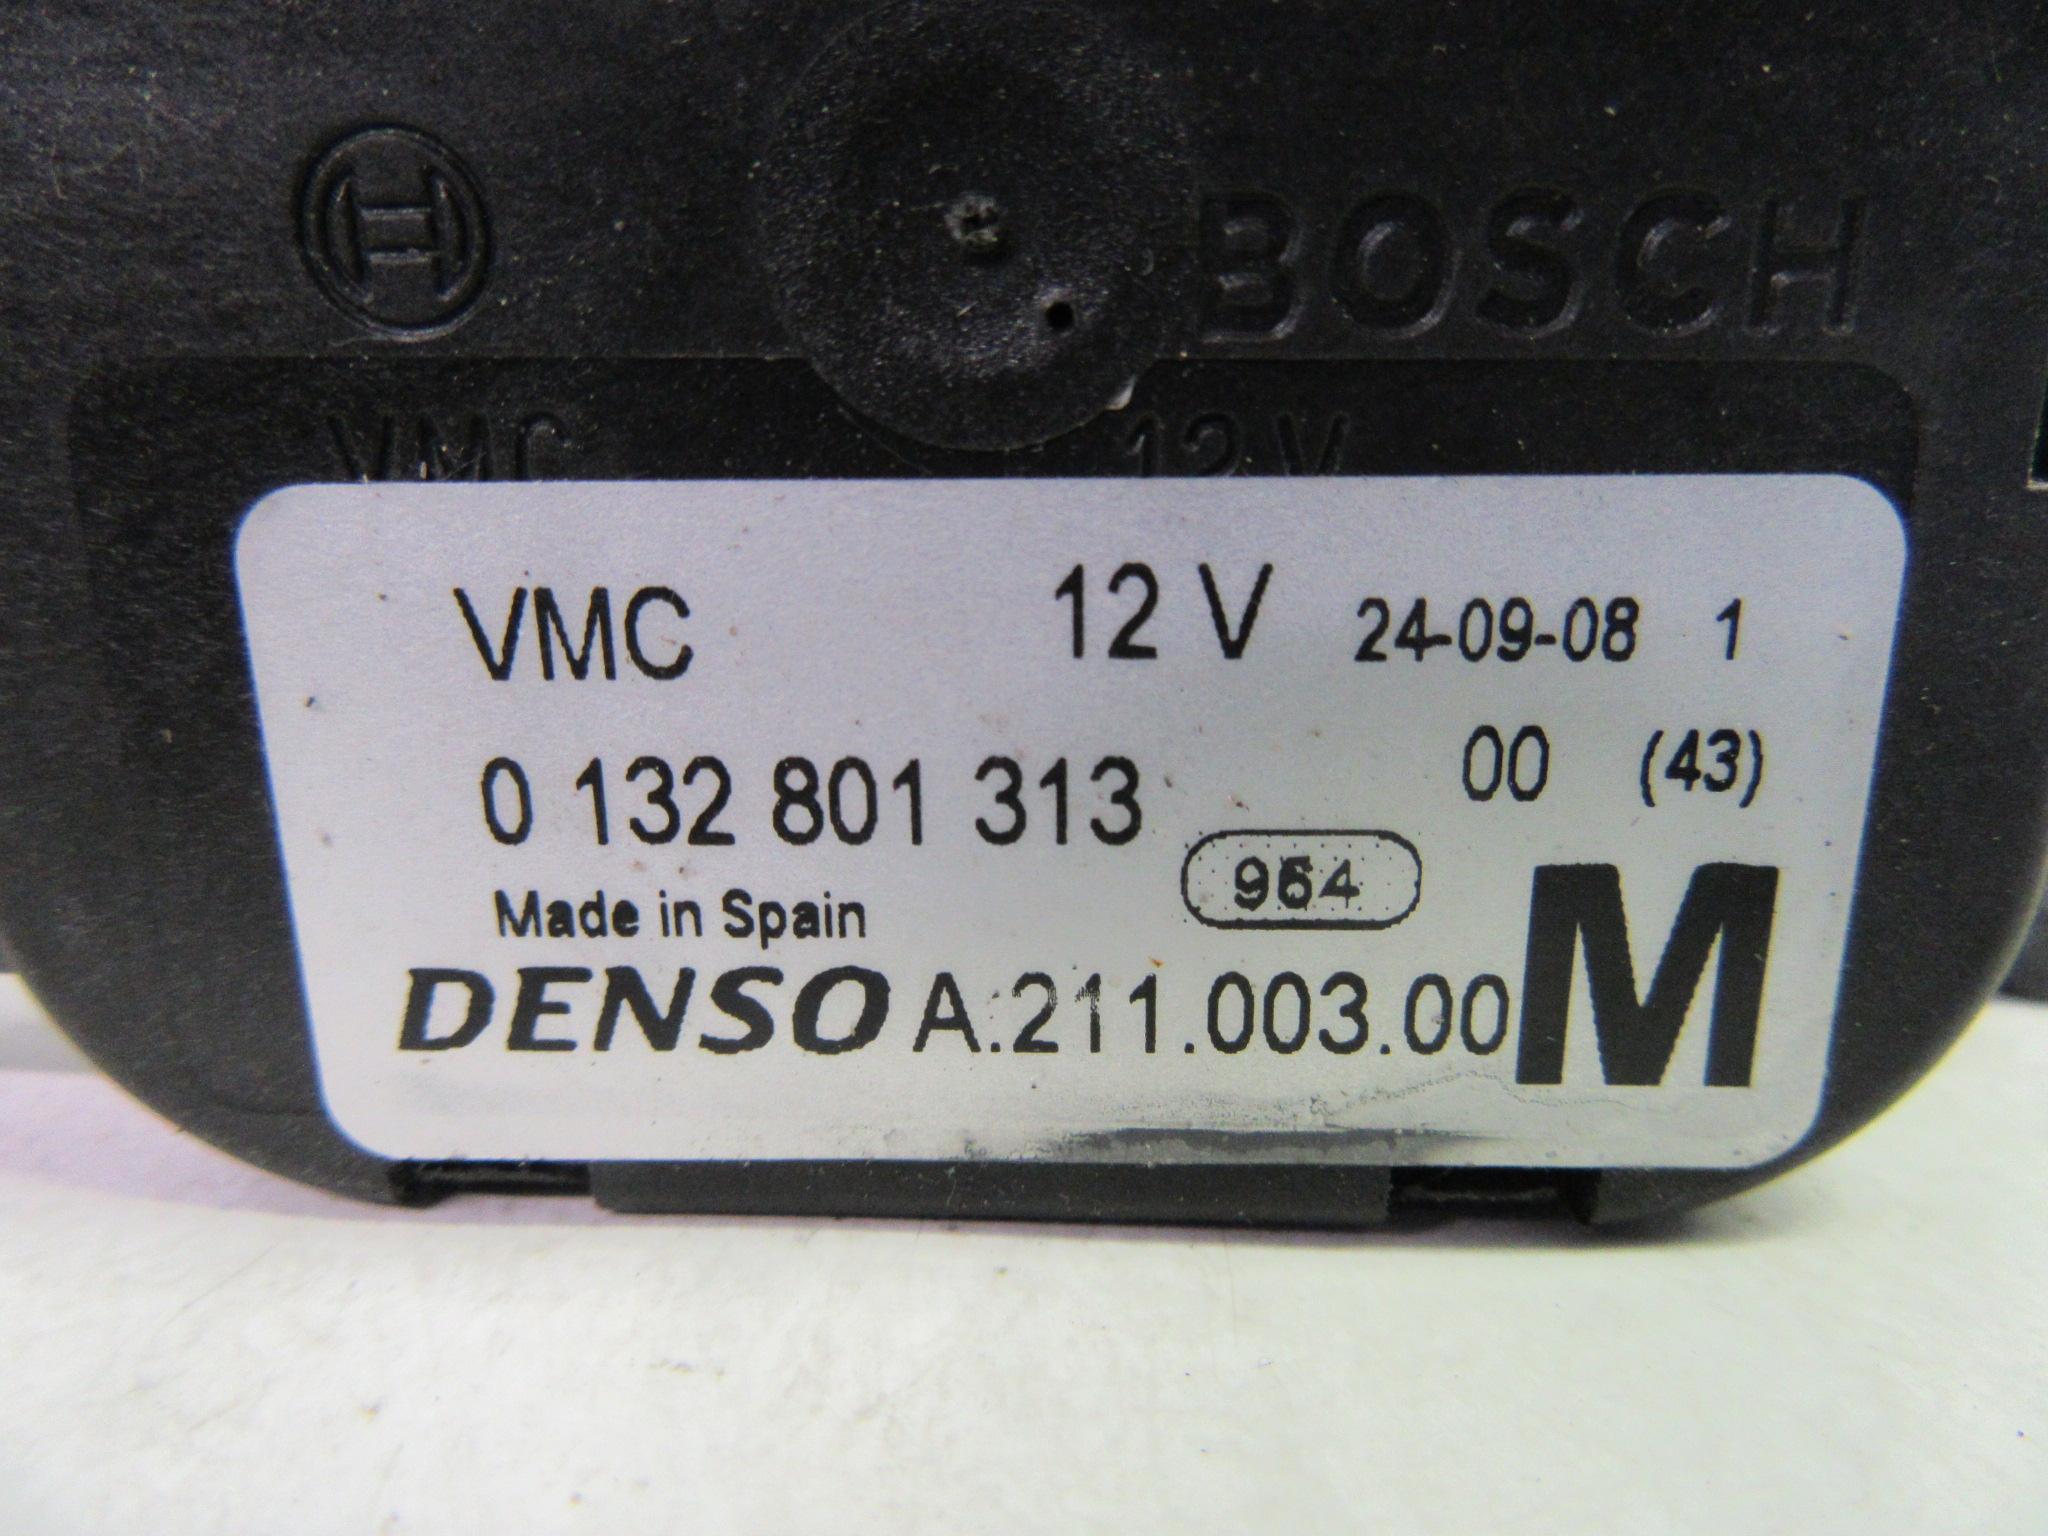 BOSCH
VMC 12V
VMC 12 V 24-09-08 1
0 132 801 313 00 (43)
964
Made in Spain
DENSO A.211.003.00 M